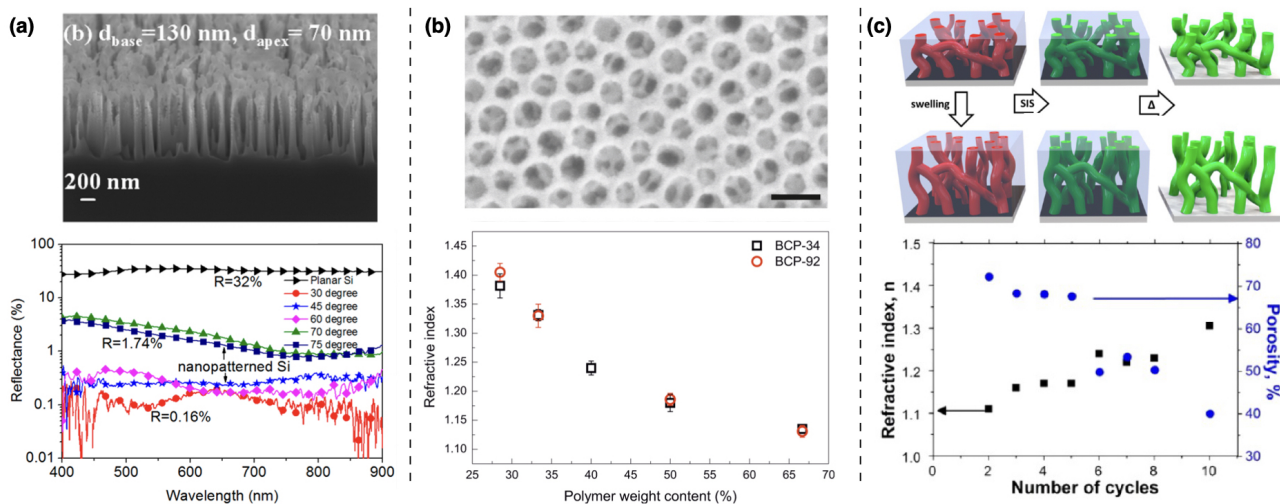 (a)
(b) dbase=130 nm, dapex= 70 nm
200 nm
100
10
1
0.1
0.01
Reflectance (%)
R=32%
R=1.74%
R=0.16%
nanopatterned Si
Planar Si
30 degree
45 degree
60 degree
70 degree
75 degree
400 500 600 700 800 900
Wavelength (nm)
(b)
1.45
1.40
1.35
1.30
1.25
1.20
1.15
1.10
Refractive index
BCP-34
BCP-92
25 30 35 40 45 50 55 60 65 70
Polymer weight content (%)
(c)
swelling
SIS
Δ
1.5
1.4
1.3
1.2
1.1
1.0
Refractive index, n
80
70
60
50
40
30
Porosity, %
0 2 4 6 8 10
Number of cycles